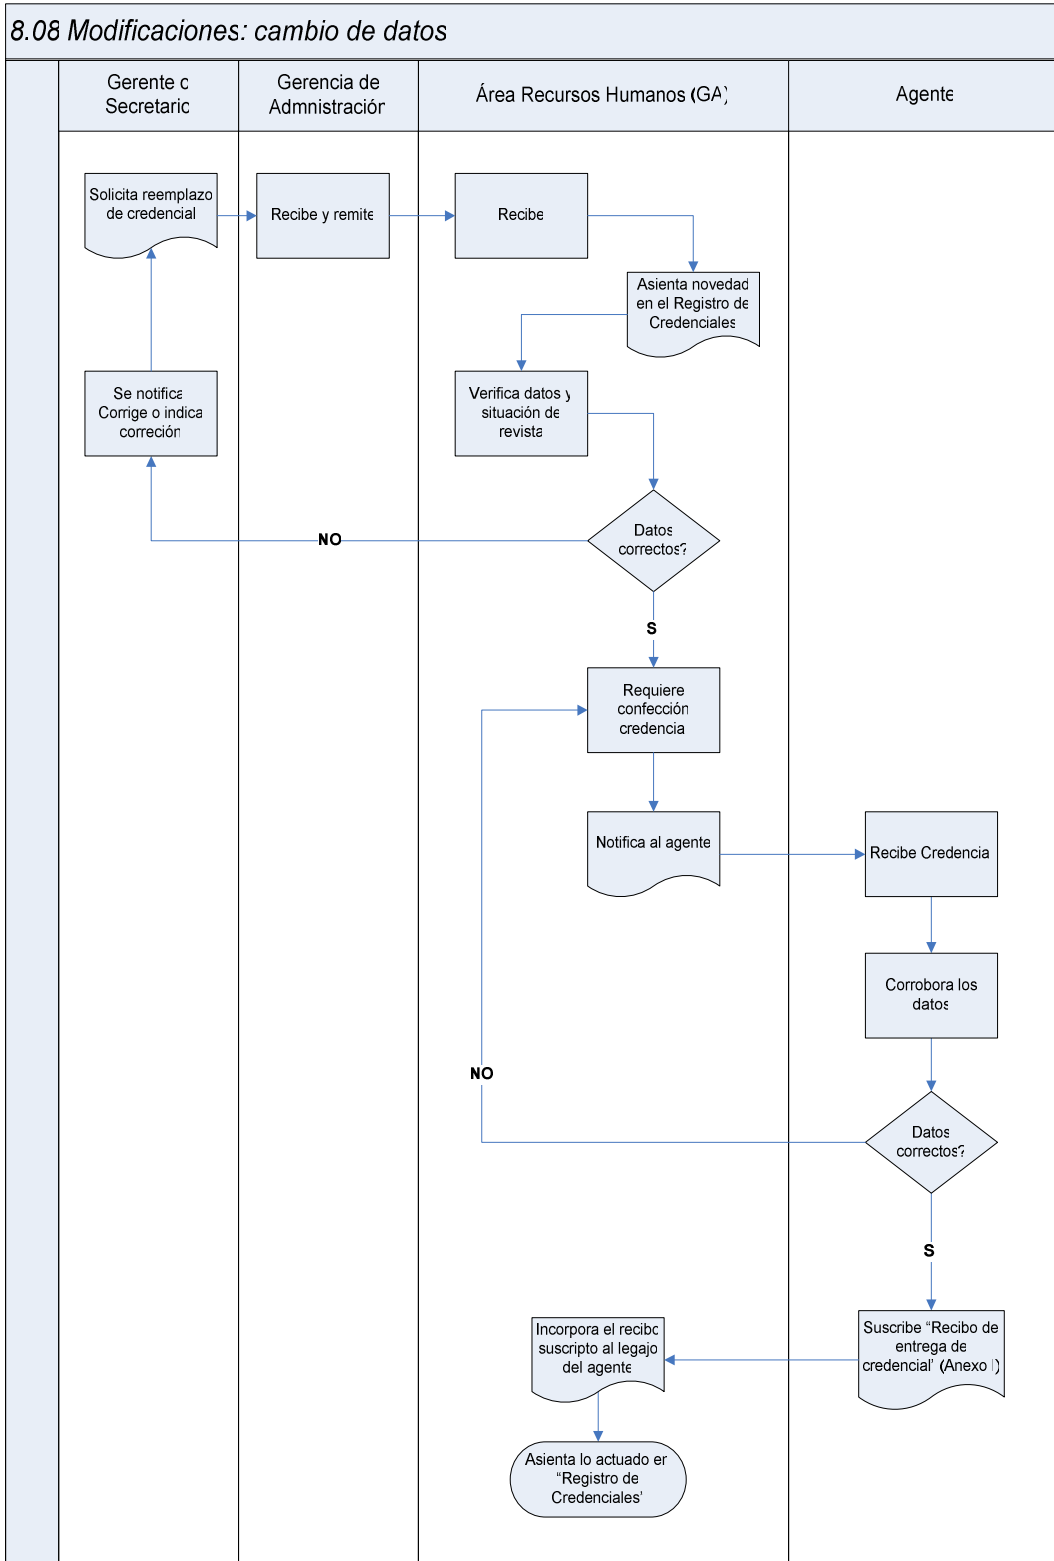 8.08 Modificaciones: cambio de datos
Gerente o
Secretario
Gerencia de
Admnistración
Área Recursos Humanos (GA)
Agente
Solicita reemplazo
de credencial
Recibe y remite
Recibe
Asienta novedad
en el Registro de
Credenciales
Se notifica
Corrige o indica
correción
Verifica datos y
situación de
revista
Datos
correctos?
NO
S
Requiere
confección
credencia
Notifica al agente
Recibe Credencia
Corrobora los
datos
NO
Datos
correctos?
S
Incorpora el recibo
suscripto al legajo
del agente
Suscribe “Recibo de
entrega de
credencial” (Anexo I)
Asienta lo actuado en
“Registro de
Credenciales”